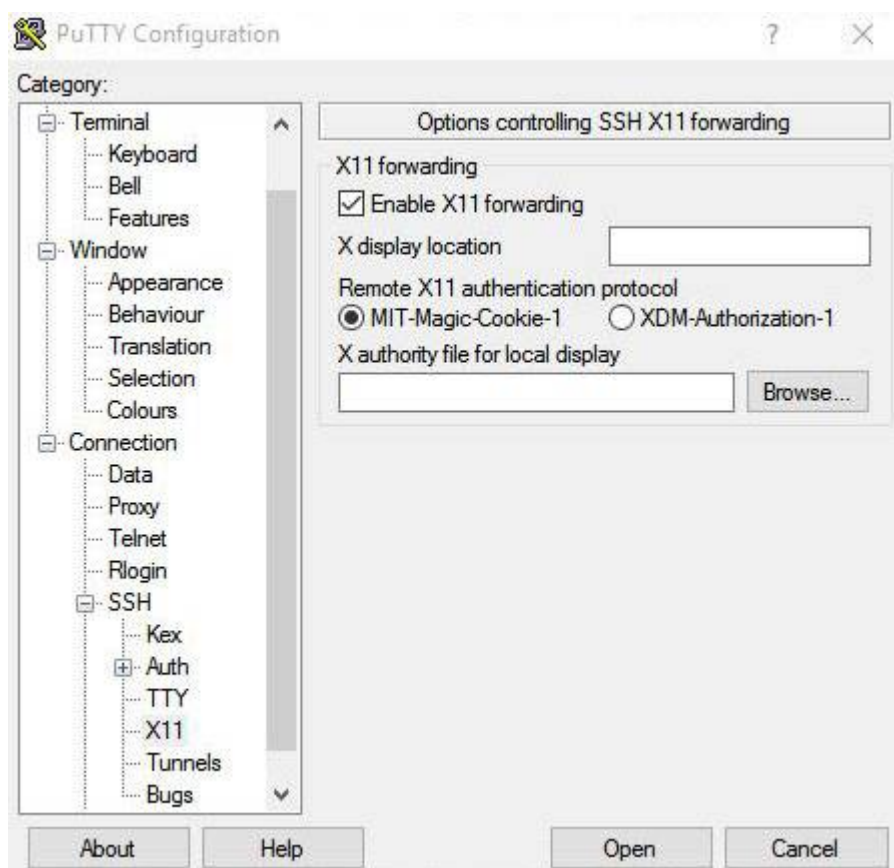 PuTTY Configuration
Category:
Terminal
Keyboard
Bell
Features
Window
Appearance
Behaviour
Translation
Selection
Colours
Connection
Data
Proxy
Telnet
Rlogin
SSH
Kex
Auth
TTY
X11
Tunnels
Bugs
Options controlling SSH X11 forwarding
X11 forwarding
Enable X11 forwarding
X display location
Remote X11 authentication protocol
MIT-Magic-Cookie-1 XDM-Authorization-1
X authority file for local display
Browse...
About Help Open Cancel